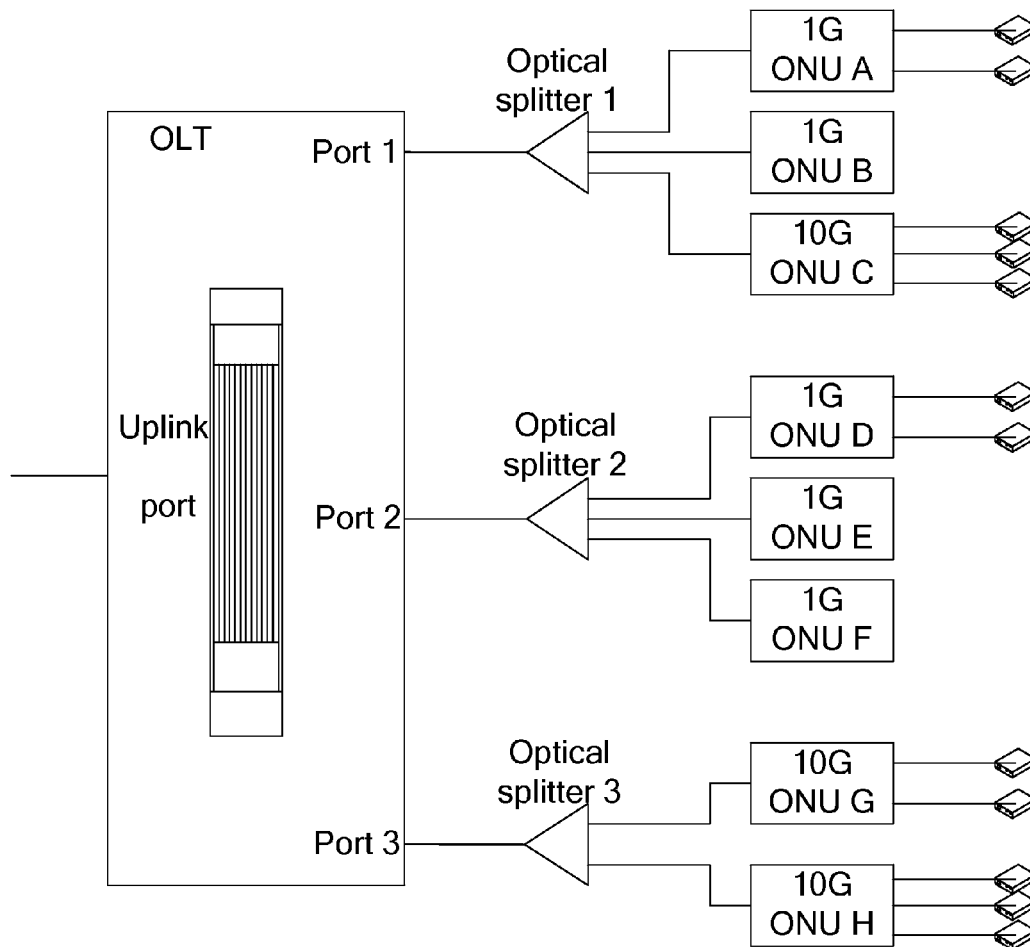 OLT
Uplink
port
Port 1
Port 2
Port 3
Optical
splitter 1
1G
ONU A
1G
ONU B
10G
ONU C
Optical
splitter 2
1G
ONU D
1G
ONU E
1G
ONU F
Optical
splitter 3
10G
ONU G
10G
ONU H